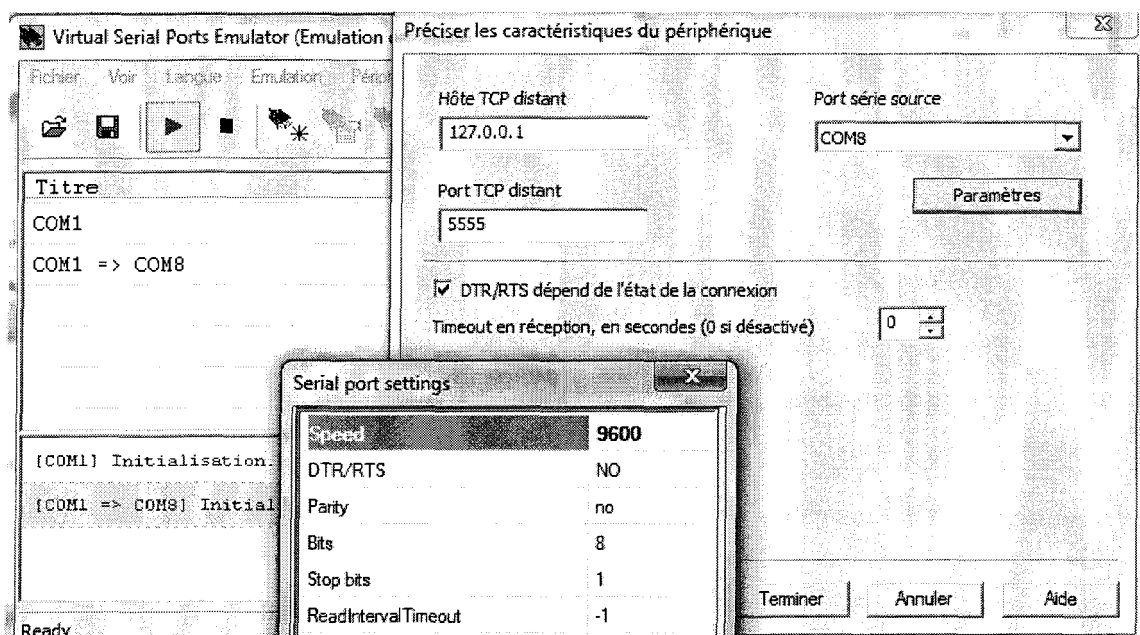 Virtual Serial Ports Emulator (Emulation
Fichier Voir Langue Emulation
Titre
COM1
COM1 => COM8
[COM1] Initialisation.
[COM1 => COM8] Initial
Ready
Préciser les caractéristiques du périphérique
Hôte TCP distant
127.0.0.1
Port série source
COM8
Port TCP distant
5555
Paramètres
DTR/RTS dépend de l'état de la connexion
Timeout en réception, en secondes (0 si désactivé)
0
Serial port settings
Speed 9600
DTR/RTS NO
Parity no
Bits 8
Stop bits 1
ReadIntervalTimeout -1
Terminer Annuler Aide